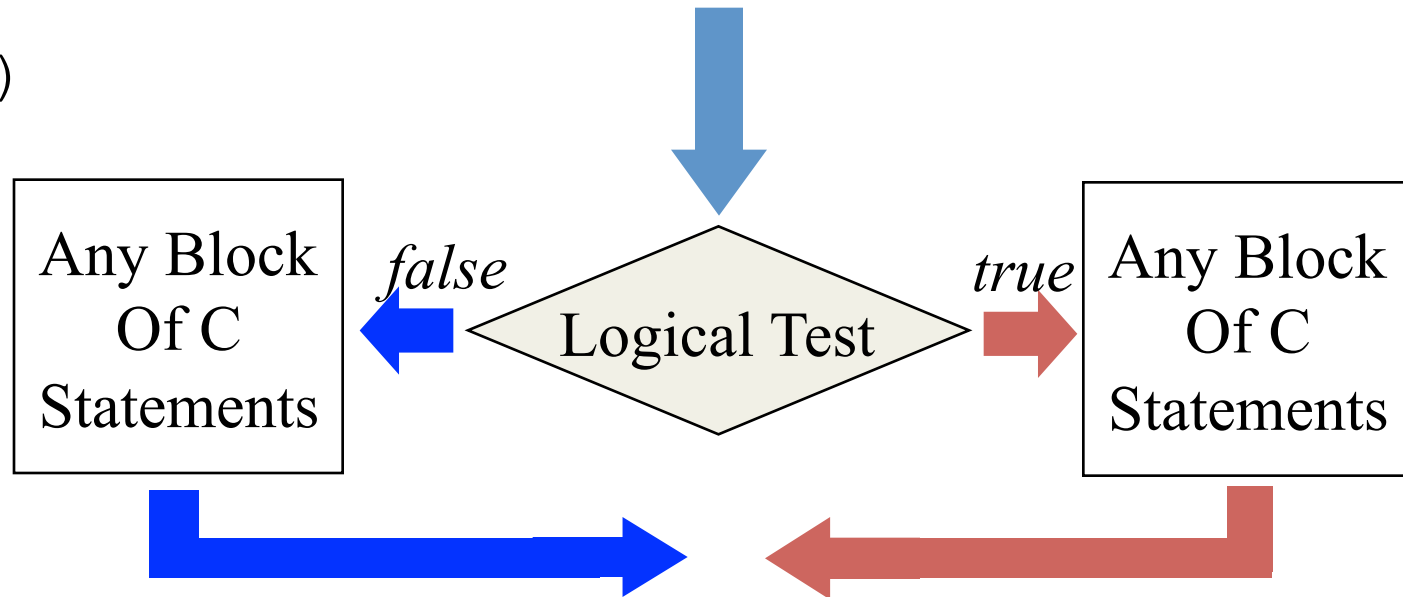 )
Any Block
Of C
Statements
false
Logical Test
true
Any Block
Of C
Statements